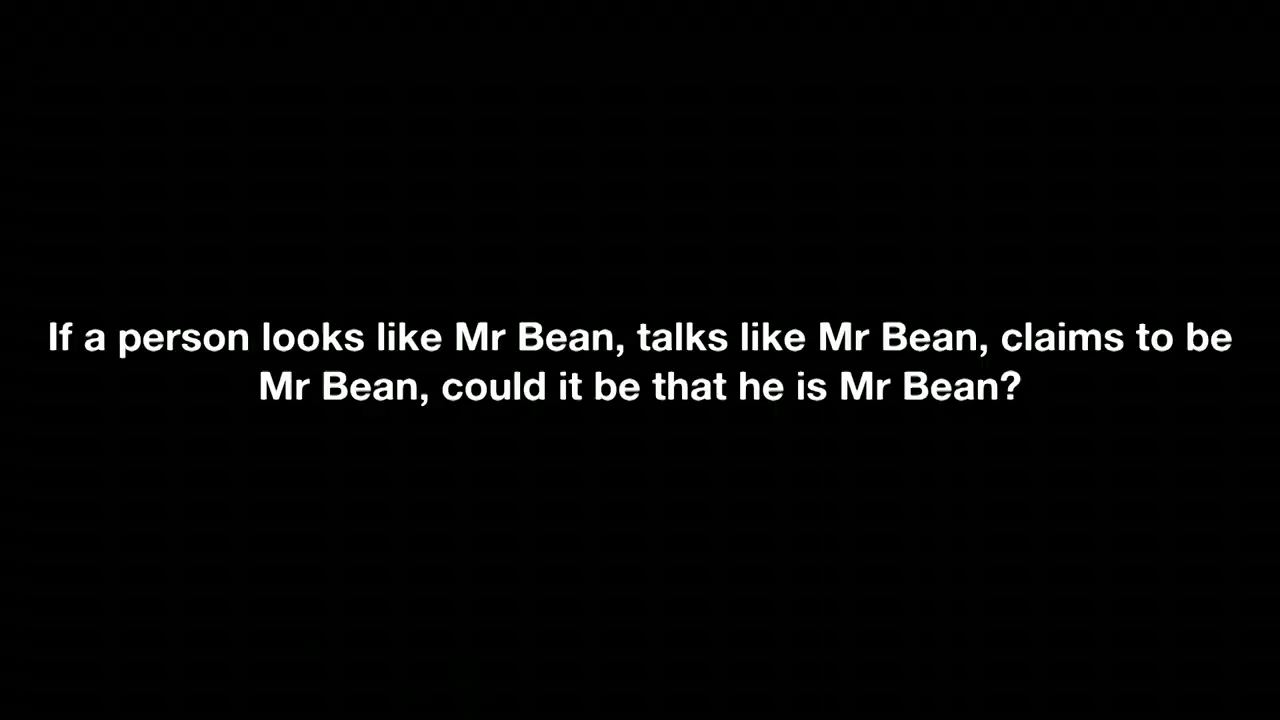 If a person looks like Mr Bean, talks like Mr Bean, claims to be
Mr Bean, could it be that he is Mr Bean?